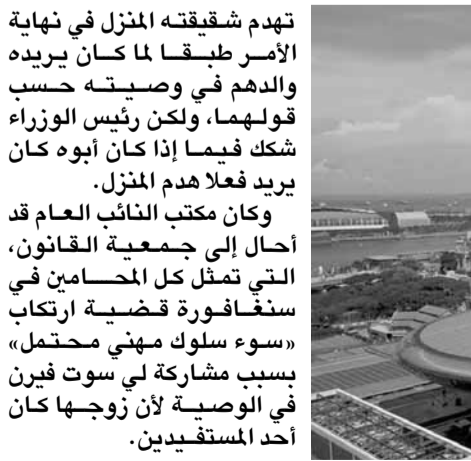 تهدم شقيقته المنزل في نهاية
الأمر طبقا لما كان يريده
والدهم في وصيته حسب
قولهما، ولكن رئيس الوزراء
شكك فيما إذا كان أبوه كان
يريد فعلا هدم المنزل.
وكان مكتب النائب العام قد
أحال إلى جمعية القانون،
التي تمثل كل المحامين في
سنغافورة قضية ارتكاب
«سوء سلوك مهني محتمل»
بسبب مشاركة لي سوت فيرن
في الوصية لأن زوجها كان
أحد المستفيدين.